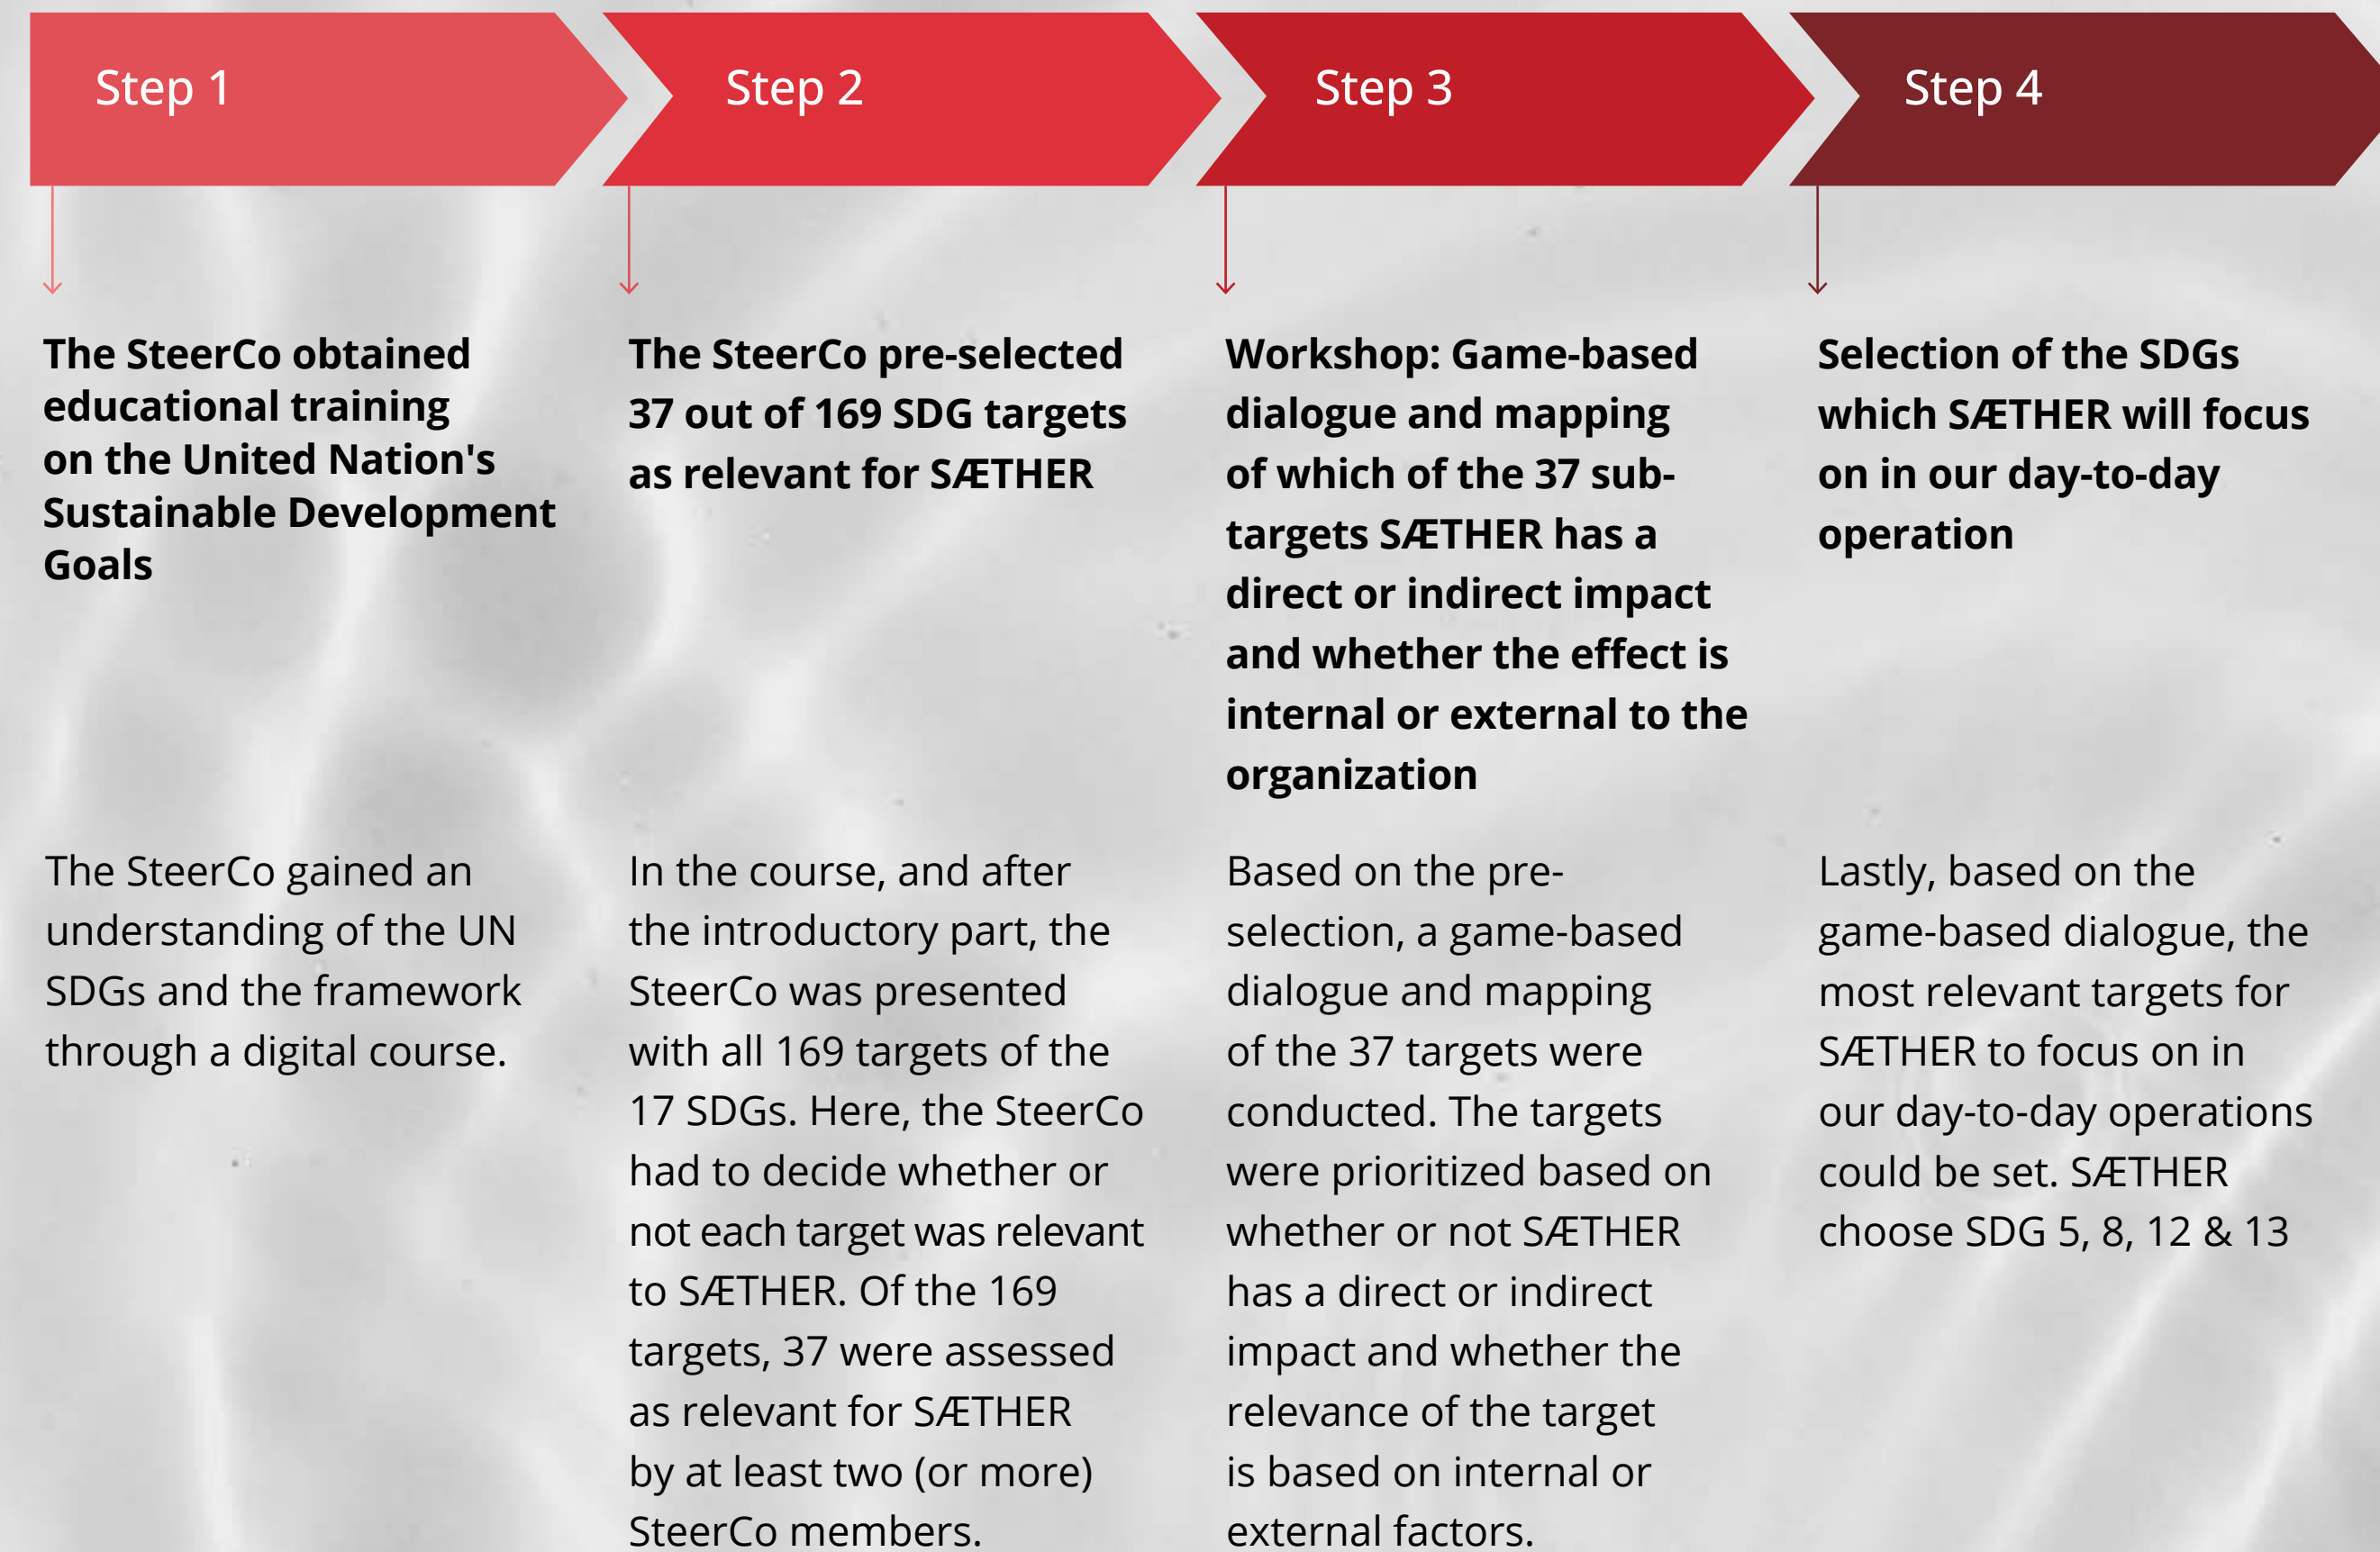 Step 1
The SteerCo obtained
educational training
on the United Nation's
Sustainable Development
Goals
The SteerCo gained an
understanding of the UN
SDGs and the framework
through a digital course.
Step 2
The SteerCo pre-selected
37 out of 169 SDG targets
as relevant for SÆTHER
In the course, and after
the introductory part, the
SteerCo was presented
with all 169 targets of the
17 SDGs. Here, the SteerCo
had to decide whether or
not each target was relevant
to SÆTHER. Of the 169
targets, 37 were assessed
as relevant for SÆTHER
by at least two (or more)
SteerCo members.
Step 3
Workshop: Game-based
dialogue and mapping
of which of the 37 sub-
targets SÆTHER has a
direct or indirect impact
and whether the effect is
internal or external to the
organization
Based on the pre-
selection, a game-based
dialogue and mapping
of the 37 targets were
conducted. The targets
were prioritized based on
whether or not SÆTHER
has a direct or indirect
impact and whether the
relevance of the target
is based on internal or
external factors.
Step 4
Selection of the SDGs
which SÆTHER will focus
on in our day-to-day
operation
Lastly, based on the
game-based dialogue, the
most relevant targets for
SÆTHER to focus on in
our day-to-day operations
could be set. SÆTHER
choose SDG 5, 8, 12 & 13